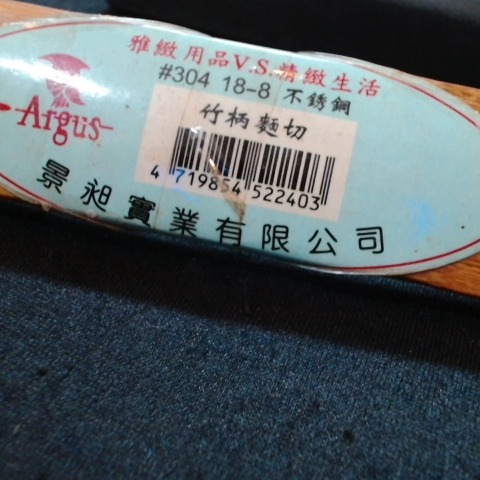 雅緻用品V.S.精緻生活
#304 18-8 不銹鋼
Argus
竹柄麵切
4 719854 522403
景昶實業有限公司